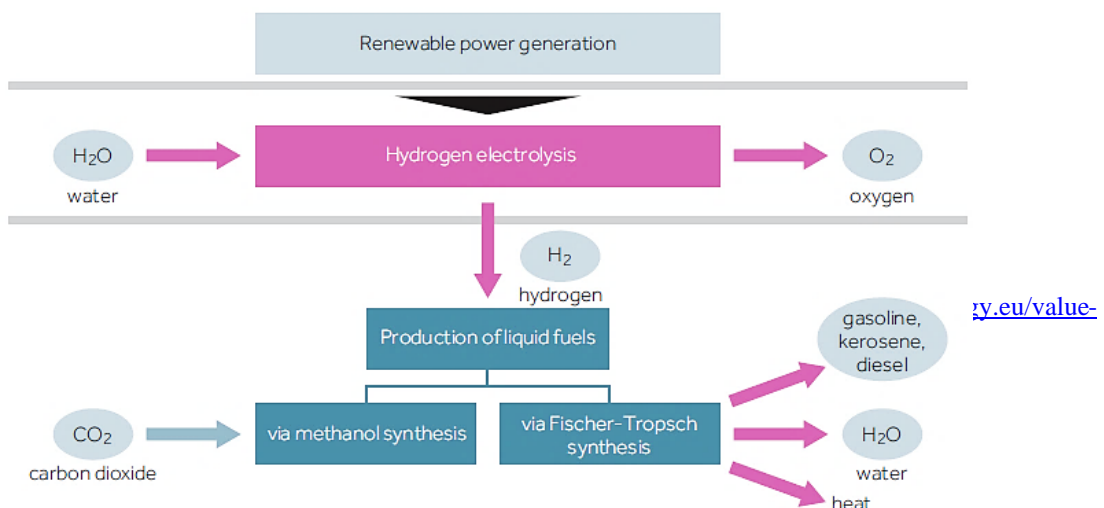 Renewable power generation
H₂O
water
Hydrogen electrolysis
O₂
oxygen
H₂
hydrogen
Production of liquid fuels
gasoline,
kerosene,
diesel
gy.eu/value-
CO₂
carbon dioxide
via methanol synthesis
via Fischer-Tropsch
synthesis
H₂O
water
heat